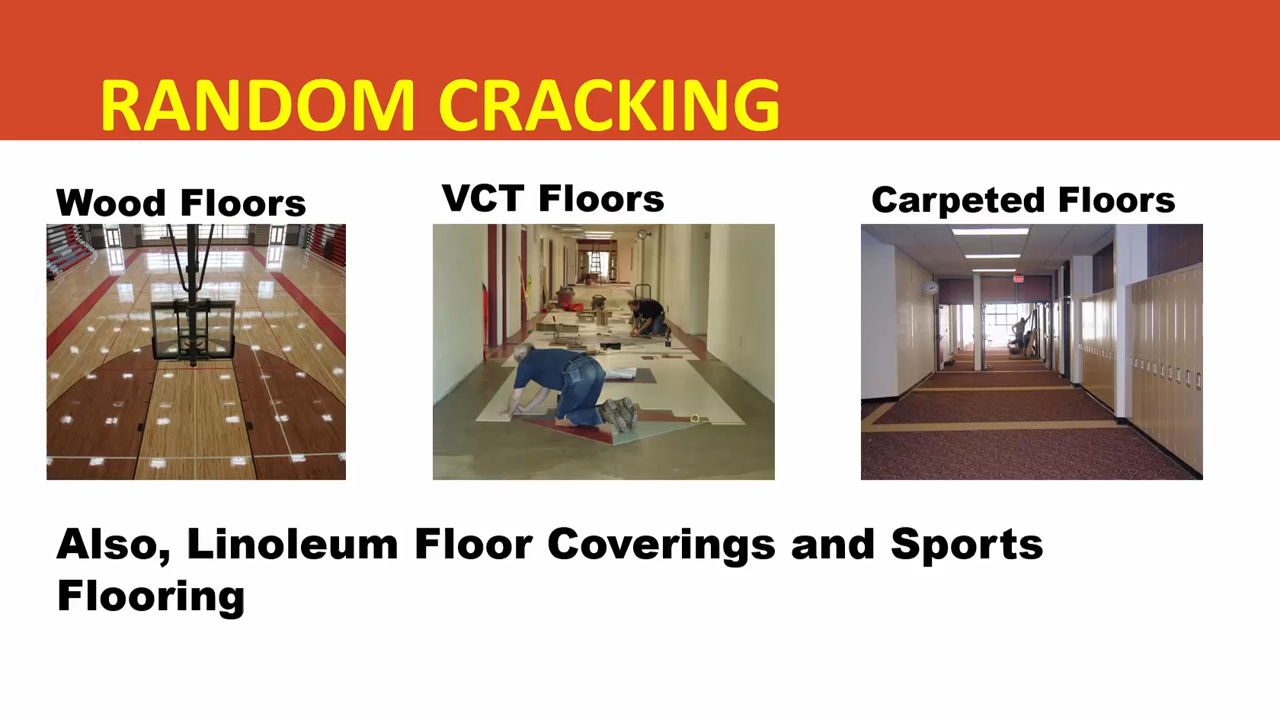 RANDOM CRACKING
Wood Floors
VCT Floors
Carpeted Floors
Also, Linoleum Floor Coverings and Sports
Flooring